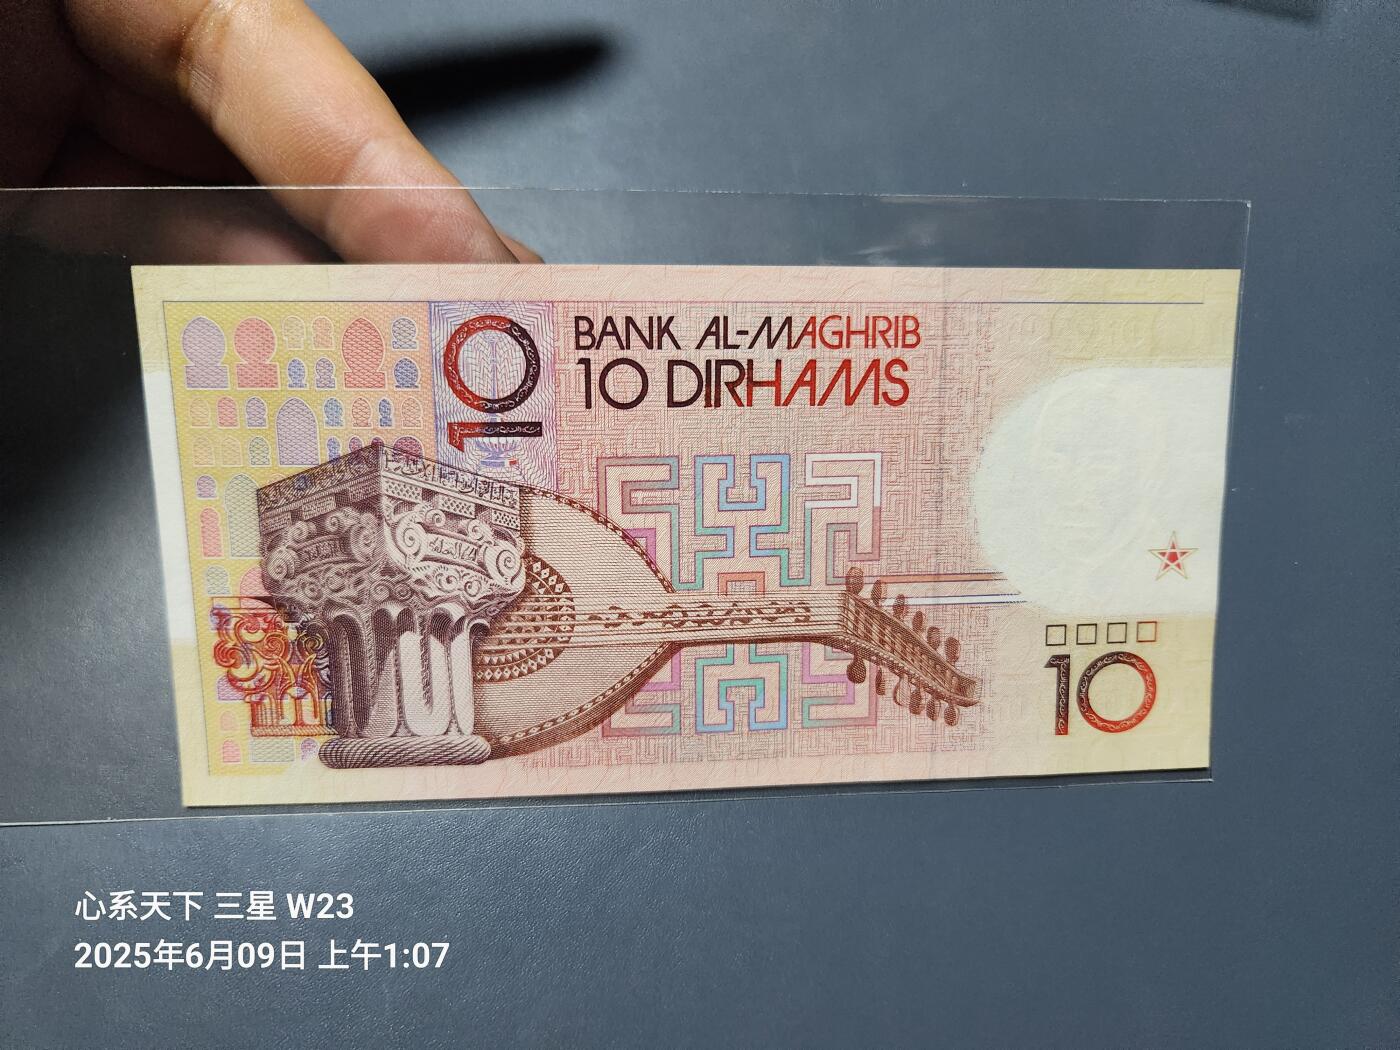 10
BANK AL-MAGHRIB
10 DIRHAMS
10
心系天下 三星 W23
2025年6月09日 上午1:07